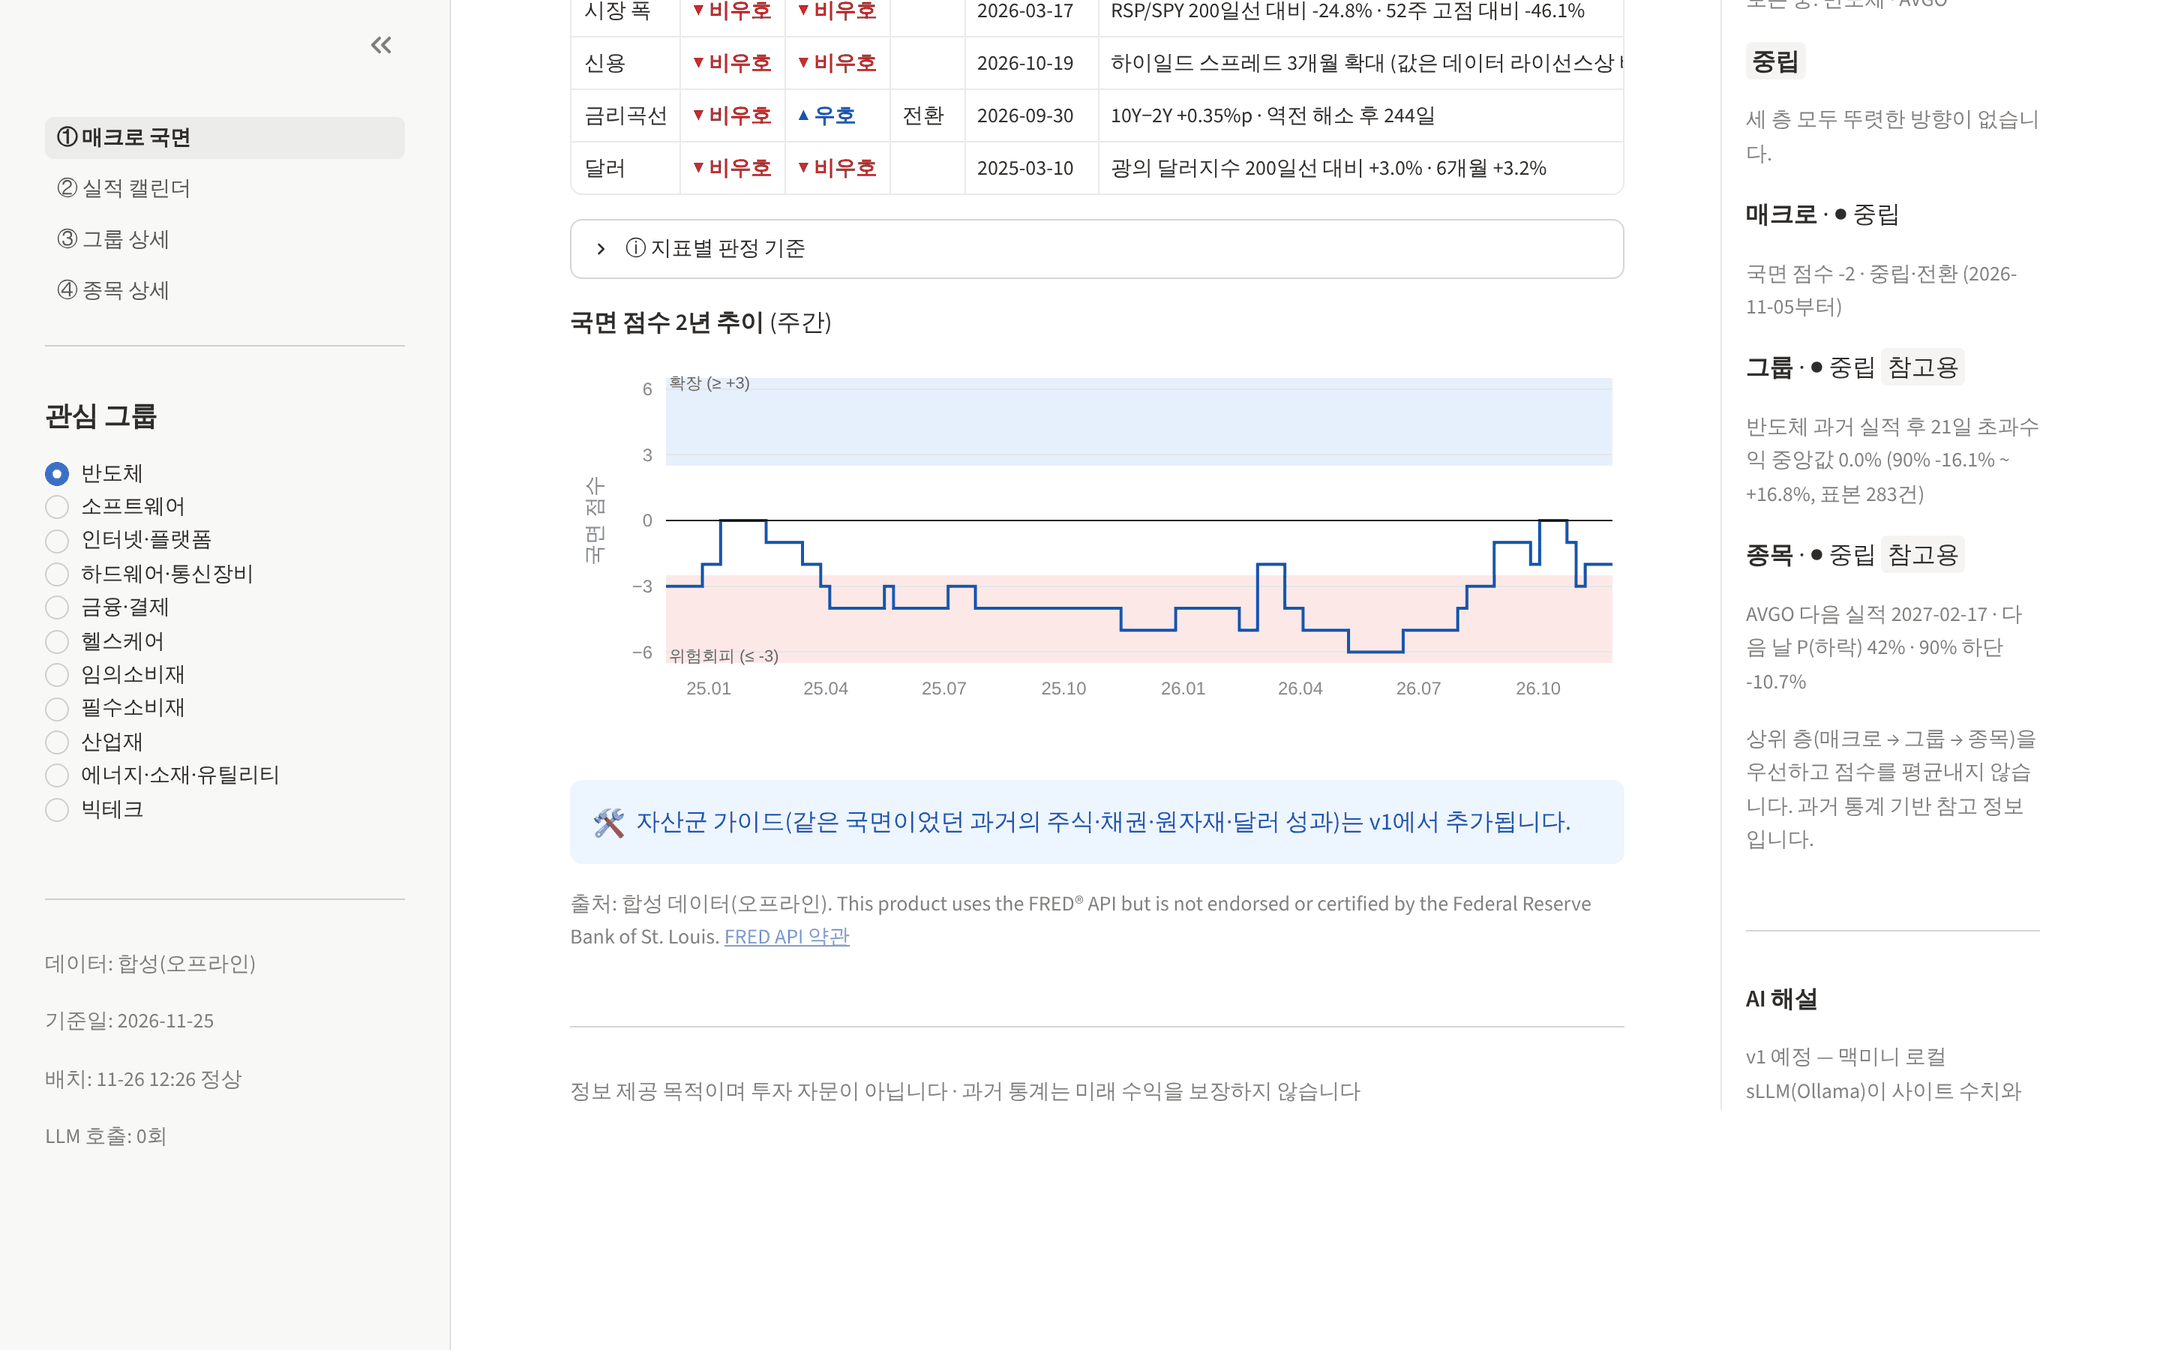 ① 매크로 국면
② 실적 캘린더
③ 그룹 상세
④ 종목 상세
관심 그룹
반도체
소프트웨어
인터넷·플랫폼
하드웨어·통신장비
금융·결제
헬스케어
임의소비재
필수소비재
산업재
에너지·소재·유틸리티
빅테크
데이터: 합성(오프라인)
기준일: 2026-11-25
배치: 11-26 12:26 정상
LLM 호출: 0회
시장 폭 ▼ 비우호 ▼ 비우호 2026-03-17 RSP/SPY 200일선 대비 -24.8% · 52주 고점 대비 -46.1%
신용 ▼ 비우호 ▼ 비우호 2026-10-19 하이일드 스프레드 3개월 확대 (값은 데이터 라이선스상
금리곡선 ▼ 비우호 ▲ 우호 전환 2026-09-30 10Y−2Y +0.35%p · 역전 해소 후 244일
달러 ▼ 비우호 ▼ 비우호 2025-03-10 광의 달러지수 200일선 대비 +3.0% · 6개월 +3.2%
ⓘ 지표별 판정 기준
국면 점수 2년 추이 (주간)
국면 점수
확장 (≥ +3)
6
3
0
−3
−6
위험회피 (≤ -3)
25.01 25.04 25.07 25.10 26.01 26.04 26.07 26.10
🛠️ 자산군 가이드(같은 국면이었던 과거의 주식·채권·원자재·달러 성과)는 v1에서 추가됩니다.
출처: 합성 데이터(오프라인). This product uses the FRED® API but is not endorsed or certified by the Federal Reserve
Bank of St. Louis. FRED API 약관
정보 제공 목적이며 투자 자문이 아닙니다 · 과거 통계는 미래 수익을 보장하지 않습니다
중립
세 층 모두 뚜렷한 방향이 없습니
다.
매크로 · ● 중립
국면 점수 -2 · 중립·전환 (2026-
11-05부터)
그룹 · ● 중립 참고용
반도체 과거 실적 후 21일 초과수
익 중앙값 0.0% (90% -16.1% ~
+16.8%, 표본 283건)
종목 · ● 중립 참고용
AVGO 다음 실적 2027-02-17 · 다
음 날 P(하락) 42% · 90% 하단
-10.7%
상위 층(매크로 → 그룹 → 종목)을
우선하고 점수를 평균내지 않습
니다. 과거 통계 기반 참고 정보
입니다.
AI 해설
v1 예정 — 맥미니 로컬
sLLM(Ollama)이 사이트 수치와